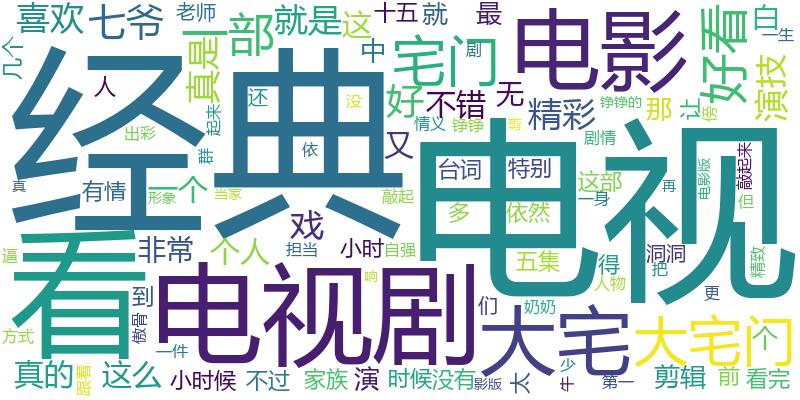 喜欢
七爷
老师
就是
这
十五
就
最
电影
白
一生
几个
真是
一部
中
宅门
剧
好看
演技
经典
人
还
没
好
不错
无
精彩
铮铮的
那
让
傍
出彩
起来
群
依
情义
铮铮
剪
又
剧情
电视
台词
特别
这部
电影版
再
敲起来
但
真
有情
一个
形象
当家
敲起
多
依然
一身
戏
看
非常
个人
担当
小时
自强
五集
得
洞洞
把
精致
逼
到
傲骨
电视剧
响
们
奶奶
人物
更
方式
一件
大宅
大宅门
个
真的
跟着
这么
小时候
不过
家族
演
时候
没有
影版
太
少
牛
第一
剪辑
前
看完